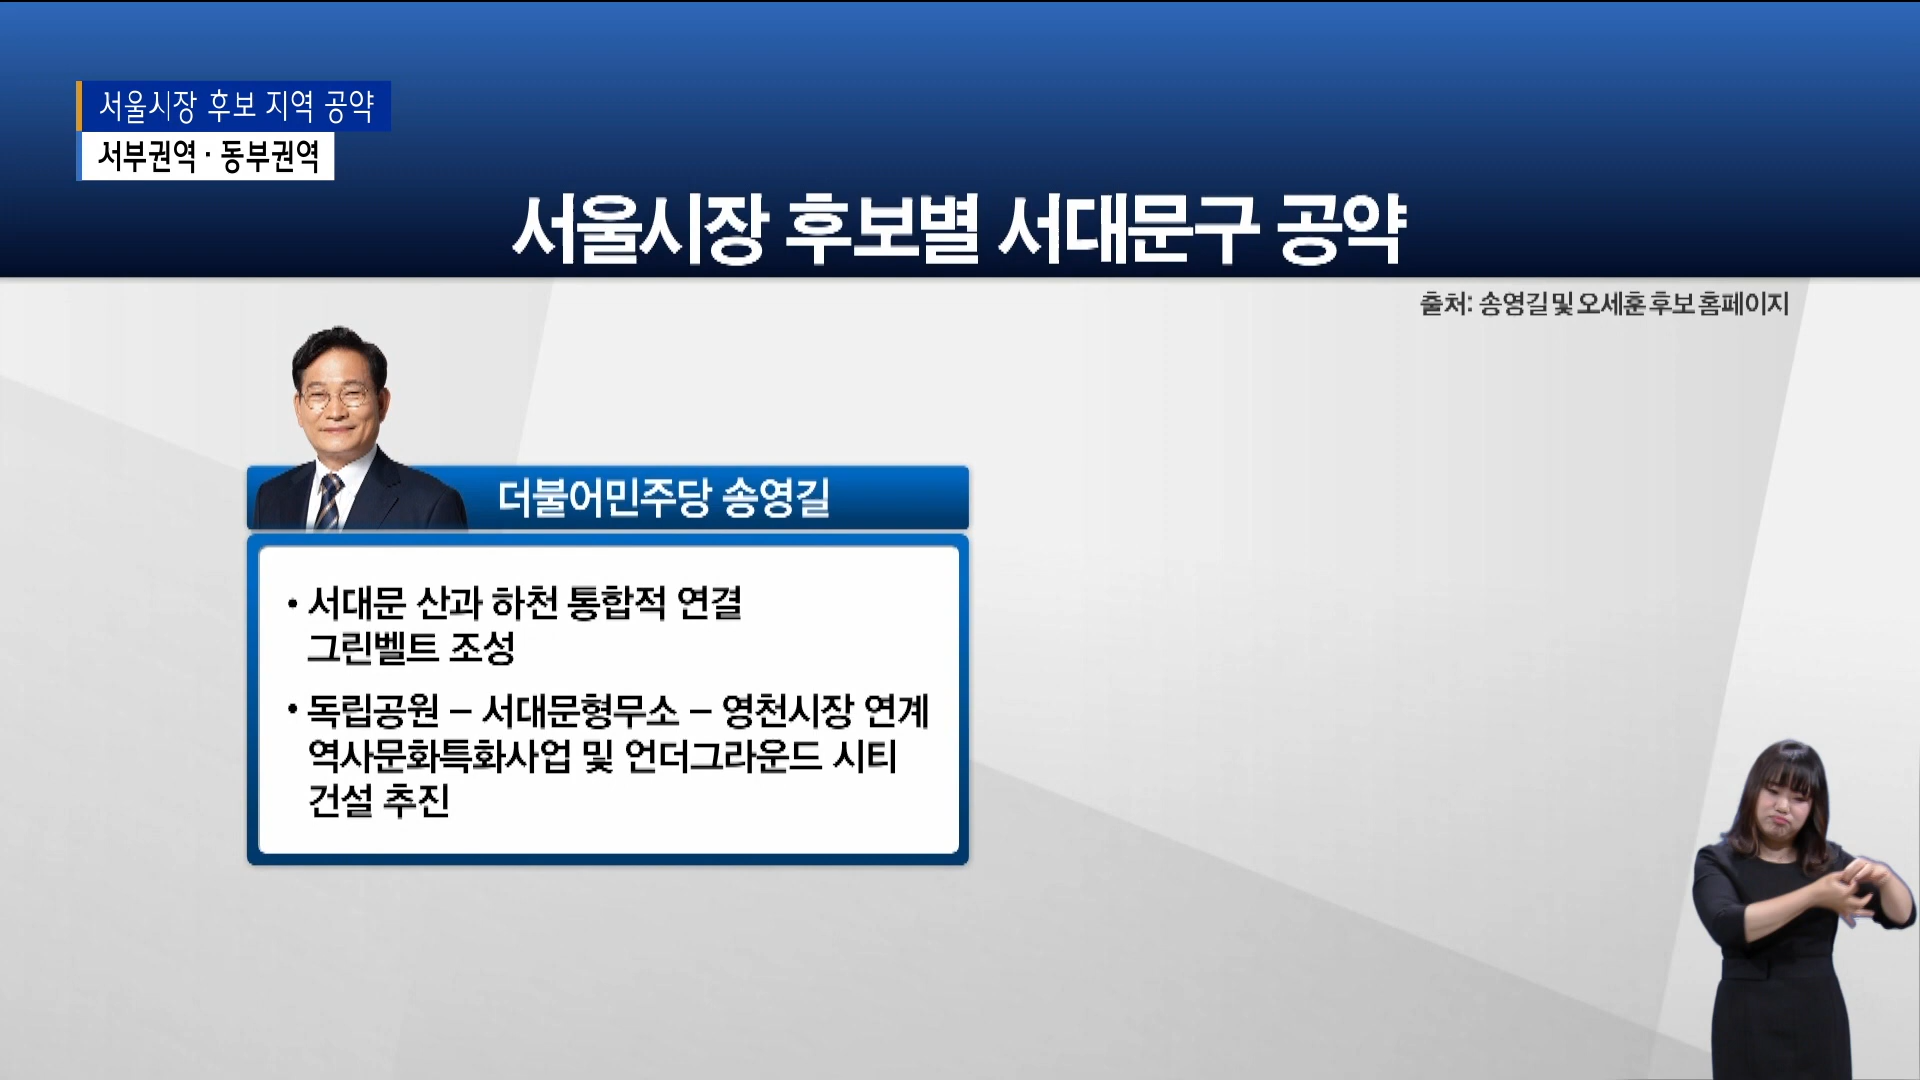 서울시장 후보 지역 공약
서부권역 · 동부권역
서울시장 후보별 서대문구 공약
출처: 송영길 및 오세훈 후보 홈페이지
더불어민주당 송영길
• 서대문 산과 하천 통합적 연결
그린벨트 조성
• 독립공원 – 서대문형무소 – 영천시장 연계
역사문화특화사업 및 언더그라운드 시티
건설 추진